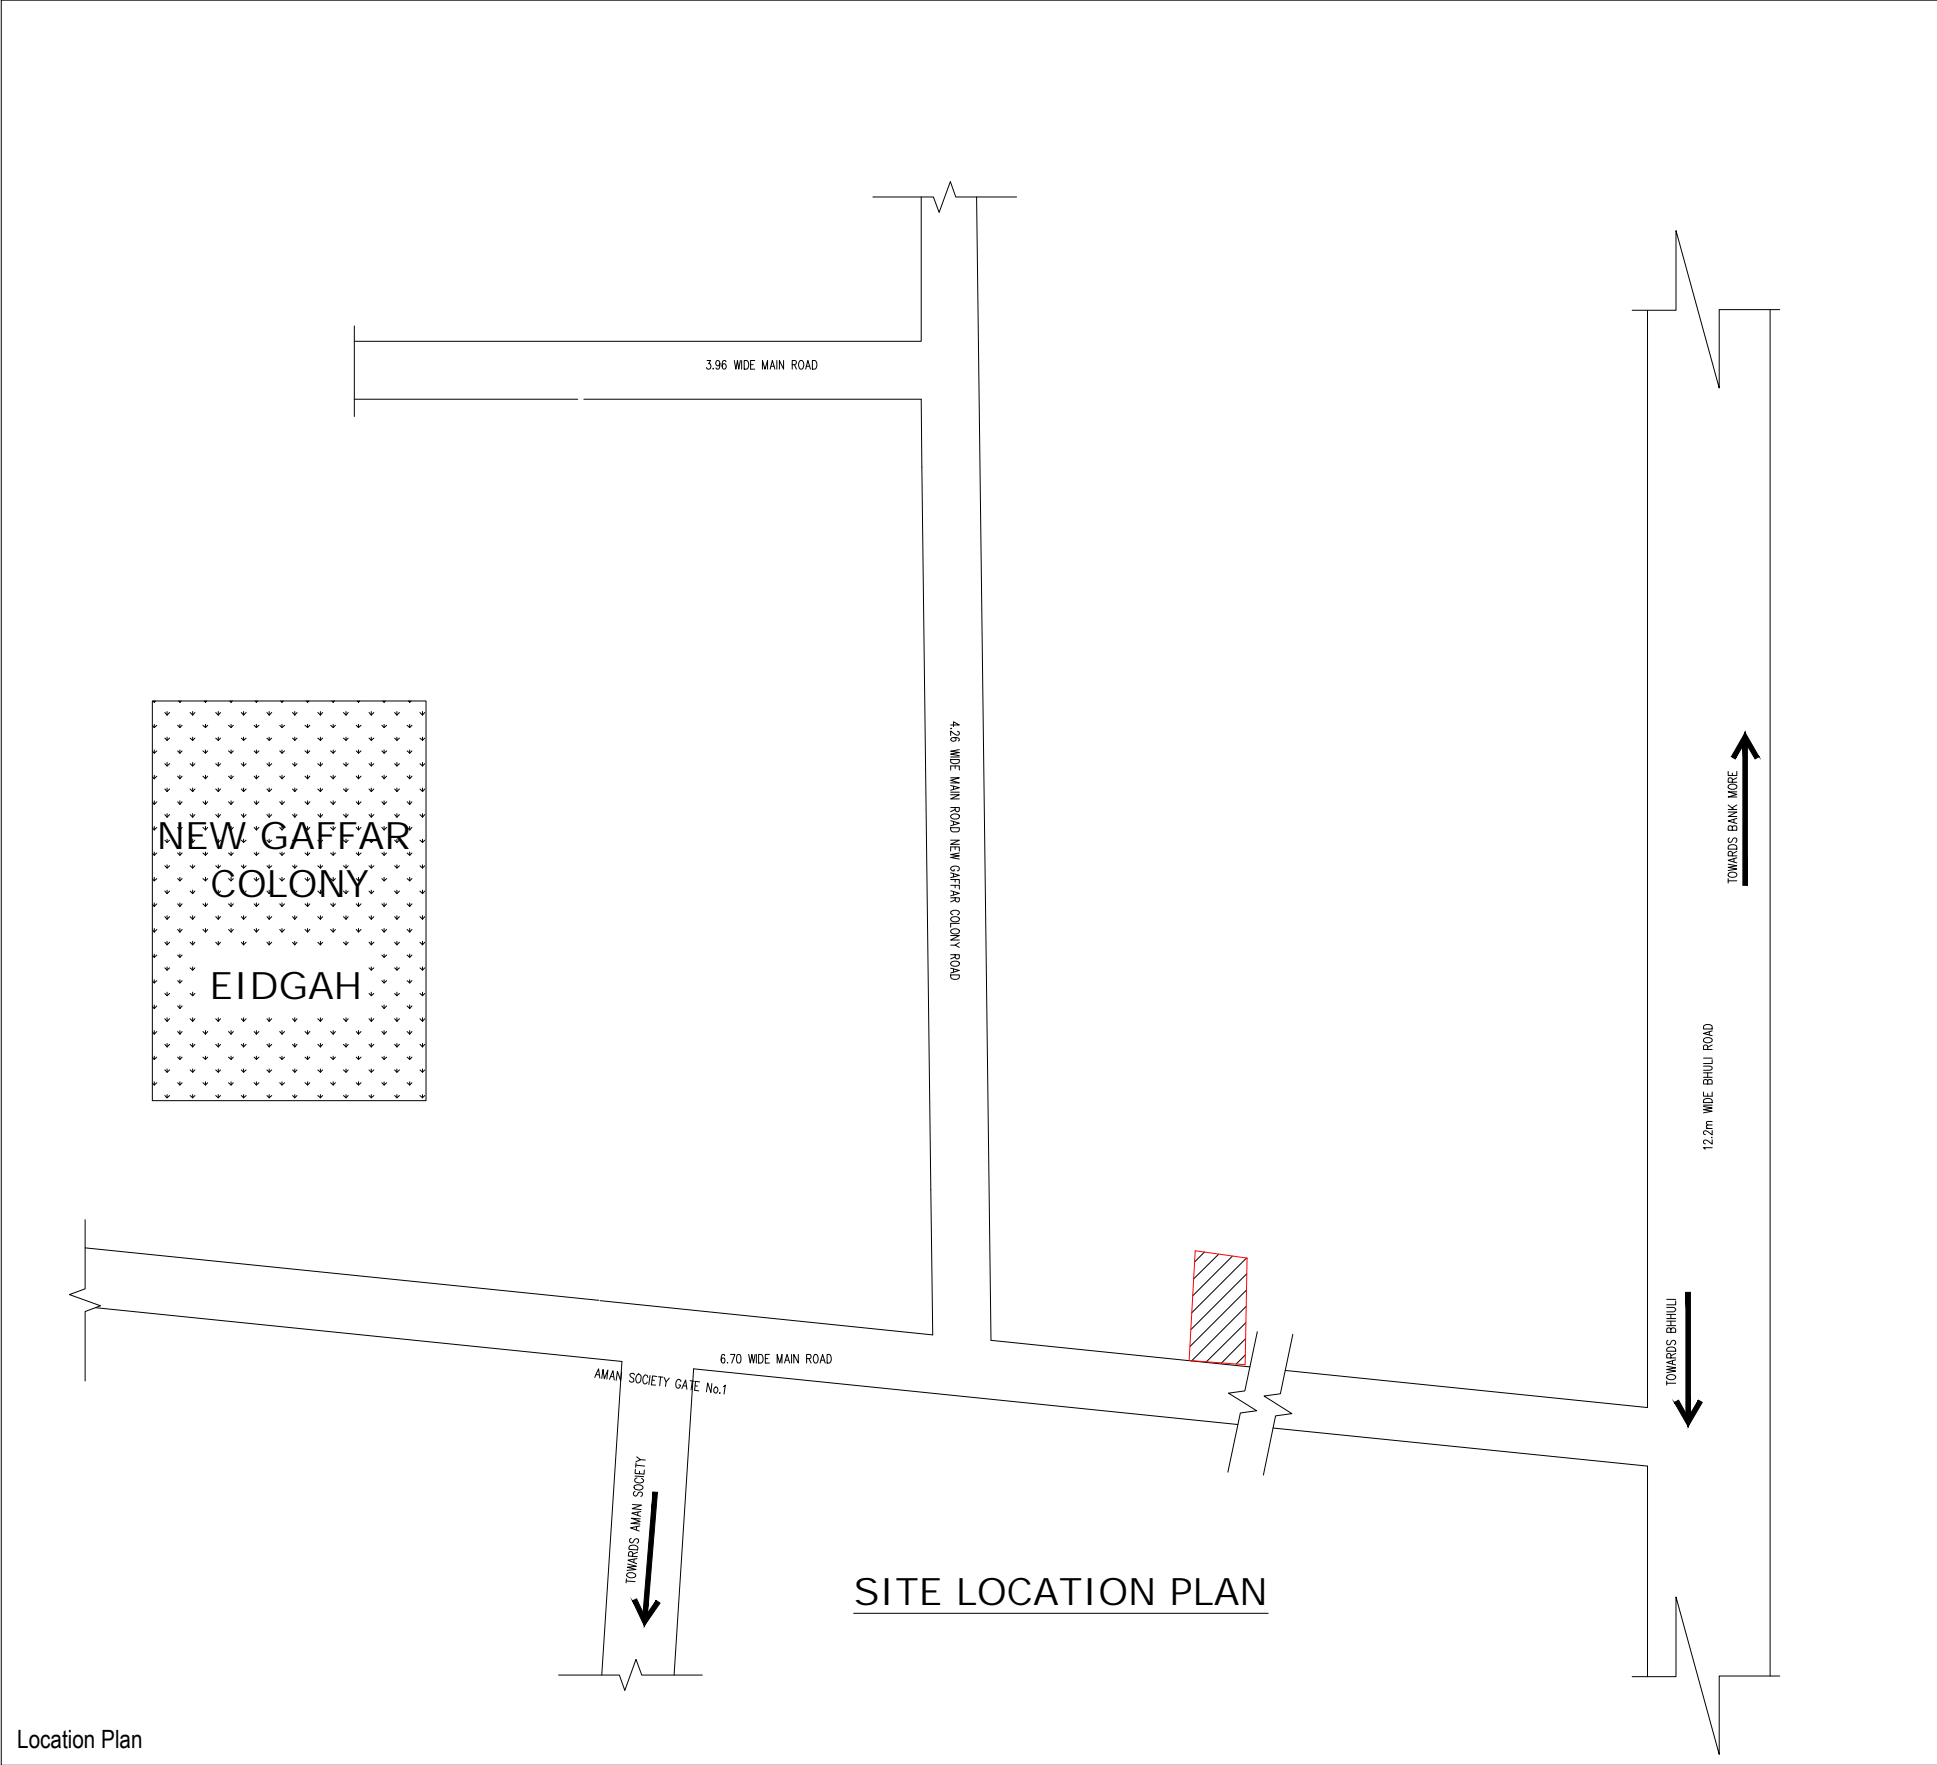 3.96 WIDE MAIN ROAD
4.26 WIDE MAIN ROAD NEW GAFFAR COLONY ROAD
TOWARDS BANK MORE
NEW GAFFAR
COLONY
EIDGAH
12.2m WIDE BHULI ROAD
TOWARDS BHHULI
6.70 WIDE MAIN ROAD
AMAN SOCIETY GATE No.1
TOWARDS AMAN SOCIETY
SITE LOCATION PLAN
Location Plan